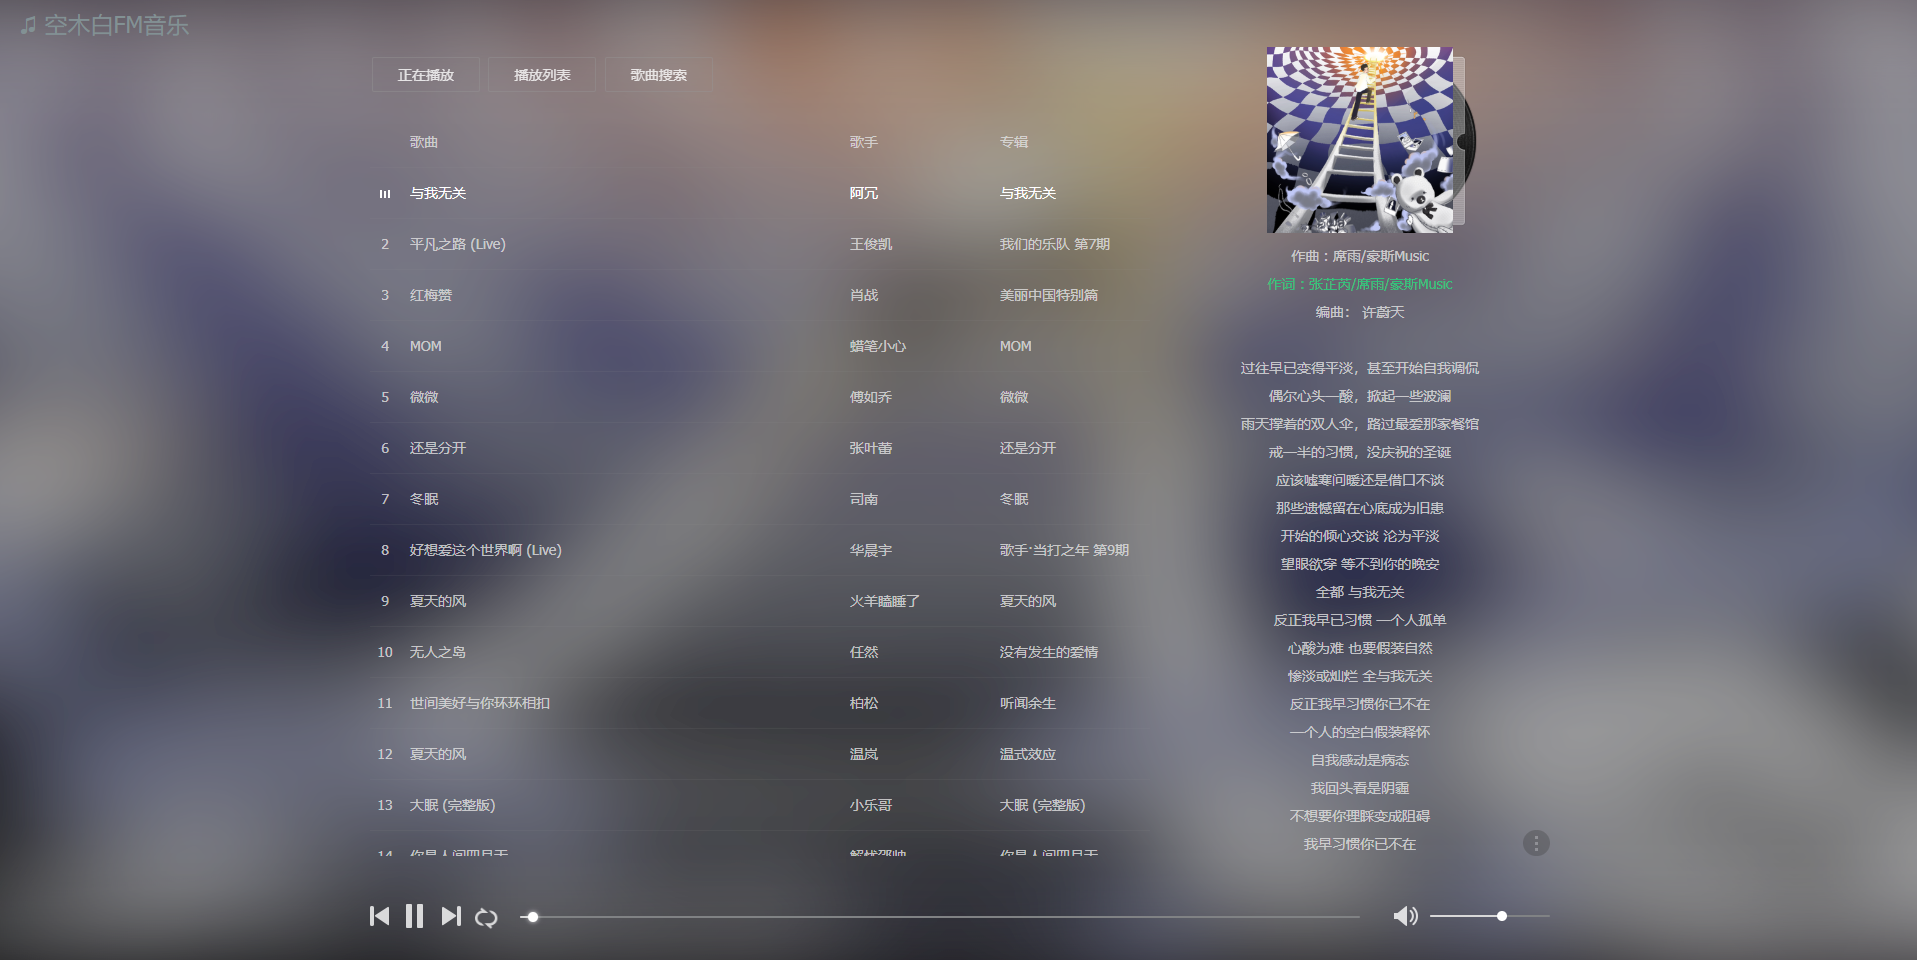 空木白FM音乐
正在播放 播放列表 歌曲搜索
歌曲 歌手 专辑
与我无关 阿冗 与我无关
2 平凡之路 (Live) 王俊凯 我们的乐队 第7期
3 红梅赞 肖战 美丽中国特别篇
4 MOM 蜡笔小心 MOM
5 微微 傅如乔 微微
6 还是分开 张叶蕾 还是分开
7 冬眠 司南 冬眠
8 好想爱这个世界啊 (Live) 华晨宇 歌手·当打之年 第9期
9 夏天的风 火羊瞌睡了 夏天的风
10 无人之岛 任然 没有发生的爱情
11 世间美好与你环环相扣 柏松 听闻余生
12 夏天的风 温岚 温式效应
13 大眠 (完整版) 小乐哥 大眠 (完整版)
14 你是人间四月天 解忧邵帅 你是人间四月天
作曲：席雨/豪斯Music
作词：张芷芮/席雨/豪斯Music
编曲： 许蔚天
过往早已变得平淡，甚至开始自我调侃
偶尔心头一酸，掀起一些波澜
雨天撑着的双人伞，路过最爱那家餐馆
戒一半的习惯，没庆祝的圣诞
应该嘘寒问暖还是借口不谈
那些遗憾留在心底成为旧患
开始的倾心交谈 沦为平淡
望眼欲穿 等不到你的晚安
全都 与我无关
反正我早已习惯 一个人孤单
心酸为难 也要假装自然
惨淡或灿烂 全与我无关
反正我早习惯你已不在
一个人的空白假装释怀
自我感动是病态
我回头看是阴霾
不想要你理睬变成阻碍
我早习惯你已不在